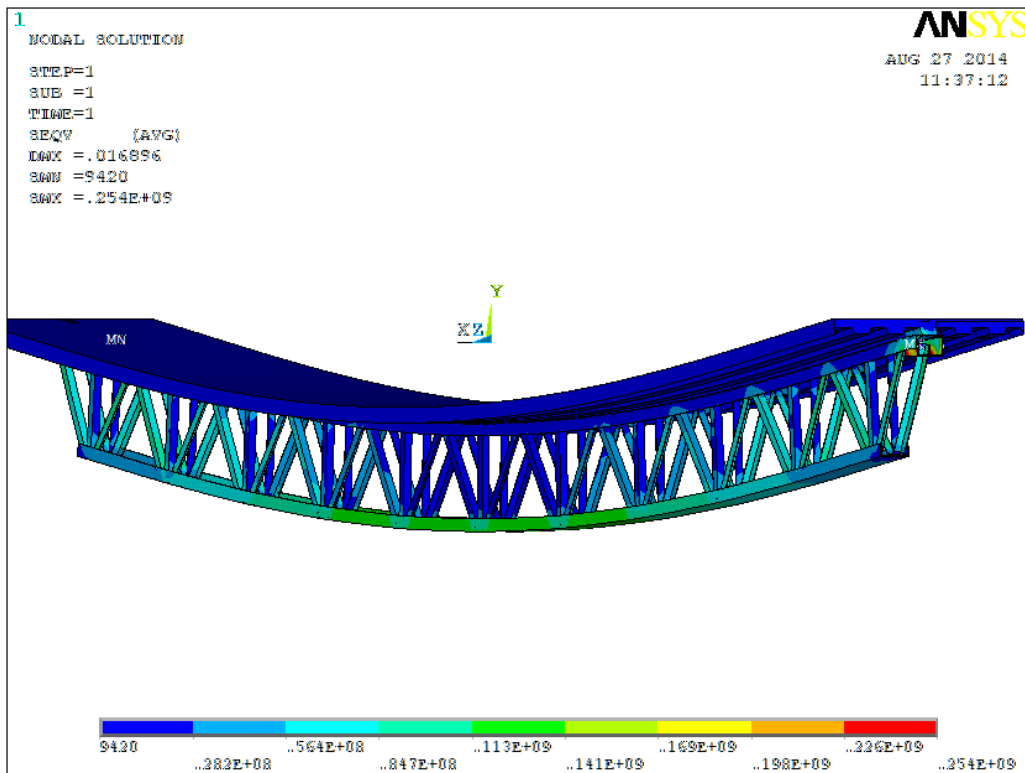 1
NODAL SOLUTION
STEP=1
SUB =1
TIME=1
SEQV (AVG)
DMX =.016896
SMN =9420
SMX =.254E+09
ANSYS
AUG 27 2014
11:37:12
Y
X Z
MN
9420
.282E+08
.564E+08
.847E+08
.113E+09
.141E+09
.169E+09
.198E+09
.226E+09
.254E+09